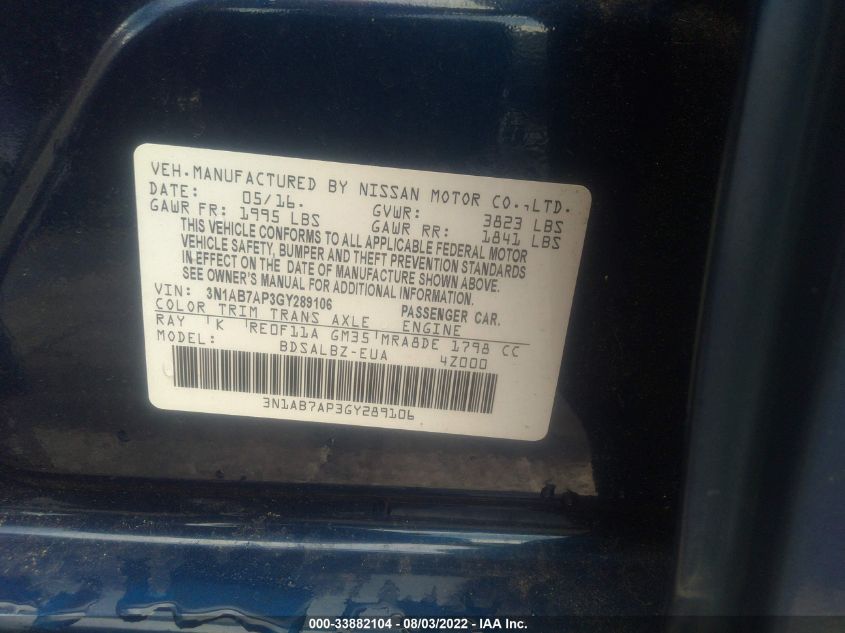 VEH.MANUFACTURED BY NISSAN MOTOR CO.,LTD.
DATE: 05/16. GVWR: 3823 LBS
GAWR FR: 1995 LBS GAWR RR: 1841 LBS
THIS VEHICLE CONFORMS TO ALL APPLICABLE FEDERAL MOTOR
VEHICLE SAFETY, BUMPER AND THEFT PREVENTION STANDARDS
IN EFFECT ON THE DATE OF MANUFACTURE SHOWN ABOVE.
SEE OWNER'S MANUAL FOR ADDITIONAL INFORMATION.
VIN: 3N1AB7AP3GY289106 PASSENGER CAR.
COLOR TRIM TRANS AXLE ENGINE
RAY K RE0F11A GM35 MRA8DE 1798 CC
MODEL: BDSALBZ-EUA 4Z000
3N1AB7AP3GY289106
000-33882104 — 08/03/2022 — IAA Inc.